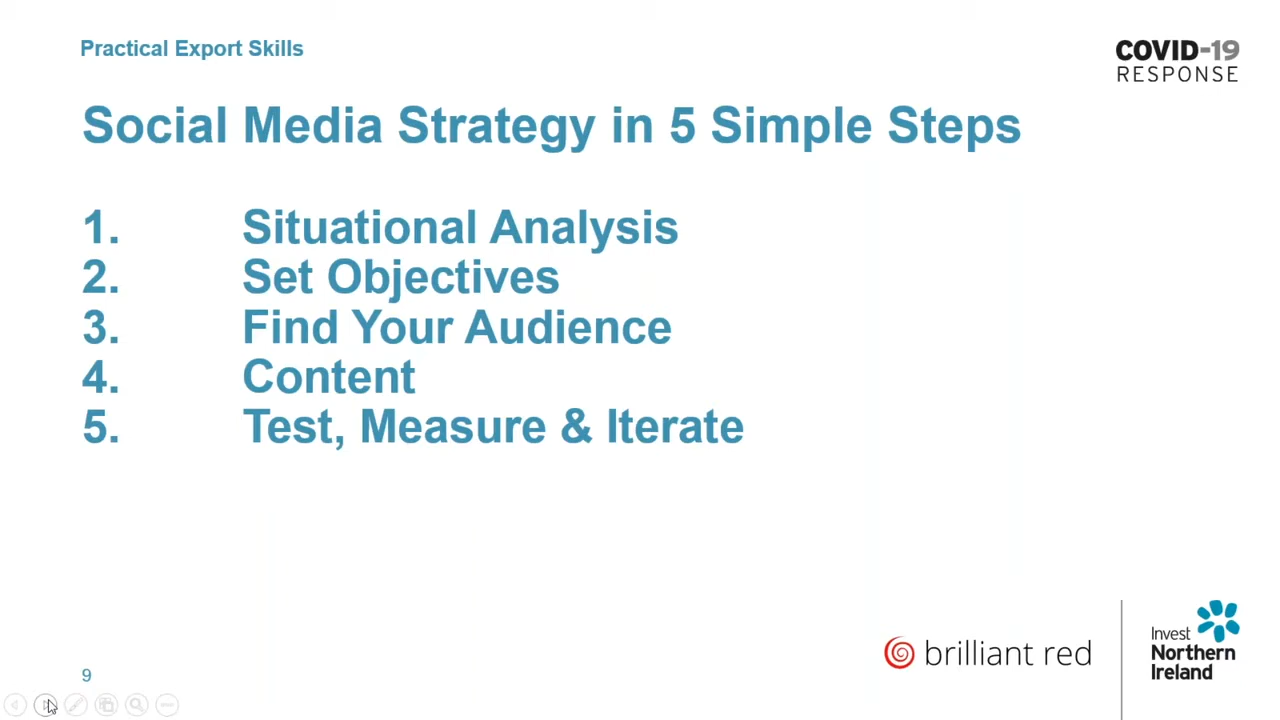 Practical Export Skills
COVID-19
RESPONSE
Social Media Strategy in 5 Simple Steps
1. Situational Analysis
2. Set Objectives
3. Find Your Audience
4. Content
5. Test, Measure & Iterate
brilliant red
Invest
Northern
Ireland
9